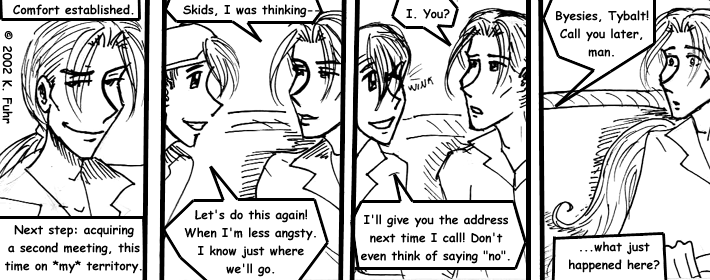 Comfort established.
© 2002 K. Fuhr
Next step: acquiring
a second meeting, this
time on *my* territory.
Skids, I was thinking--
Let's do this again!
When I'm less angsty.
I know just where
we'll go.
I. You?
WINK
I'll give you the address
next time I call! Don't
even think of saying "no".
Byesies, Tybalt!
Call you later,
man.
...what just
happened here?